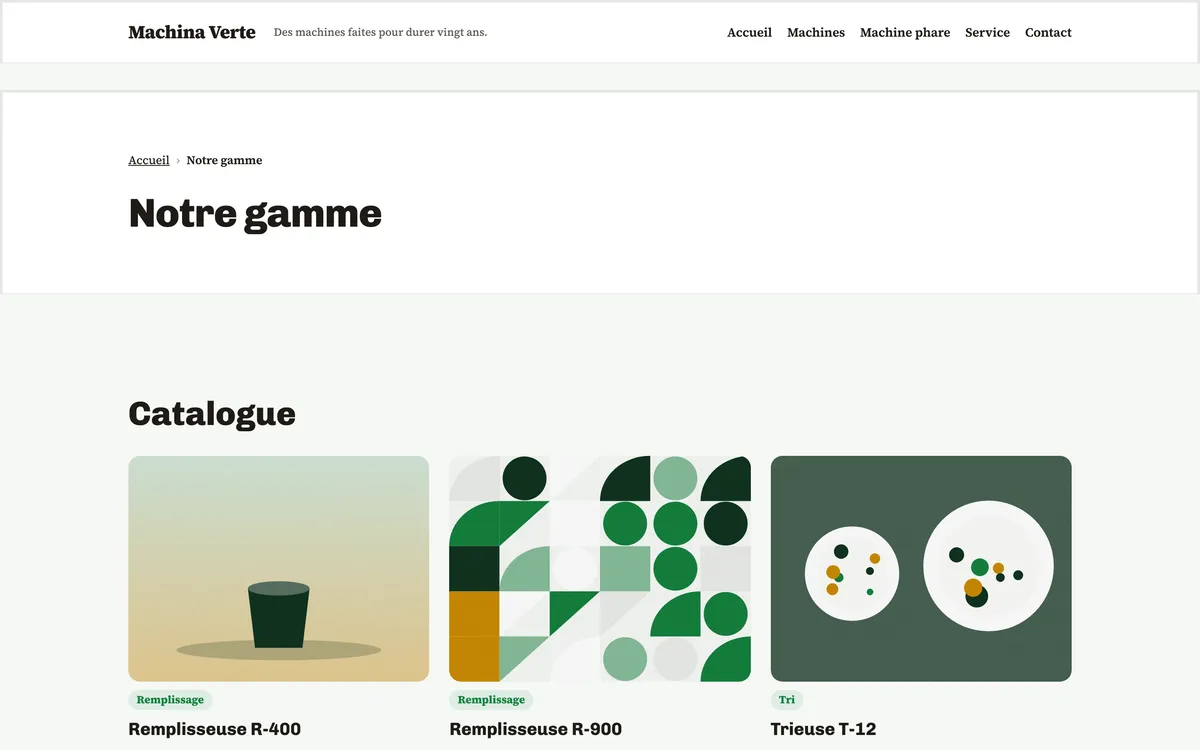 Machina Verte
Des machines faites pour durer vingt ans.
Accueil Machines Machine phare Service Contact
Accueil › Notre gamme
Notre gamme
Catalogue
Remplissage
Remplisseuse R-400
Remplissage
Remplisseuse R-900
Tri
Trieuse T-12